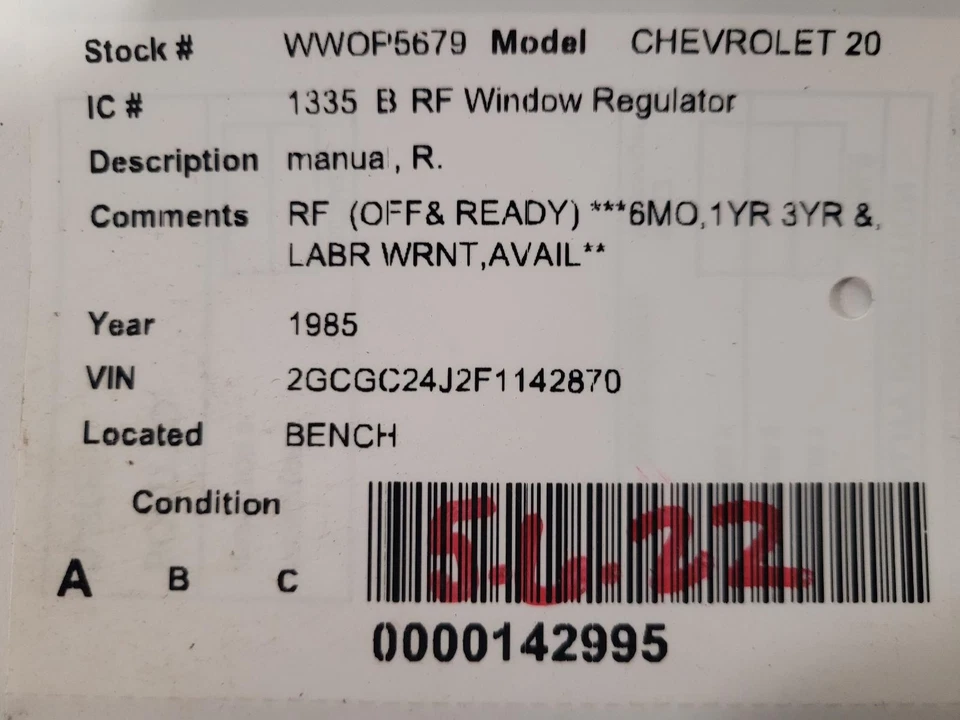 Stock # WWOP5679 Model CHEVROLET 20
IC # 1335 B RF Window Regulator
Description manual, R.
Comments RF (OFF& READY) ***6MO,1YR 3YR &,
LABR WRNT,AVAIL**
Year 1985
VIN 2GCGC24J2F1142870
Located BENCH
Condition
A B C
5.6.22
0000142995